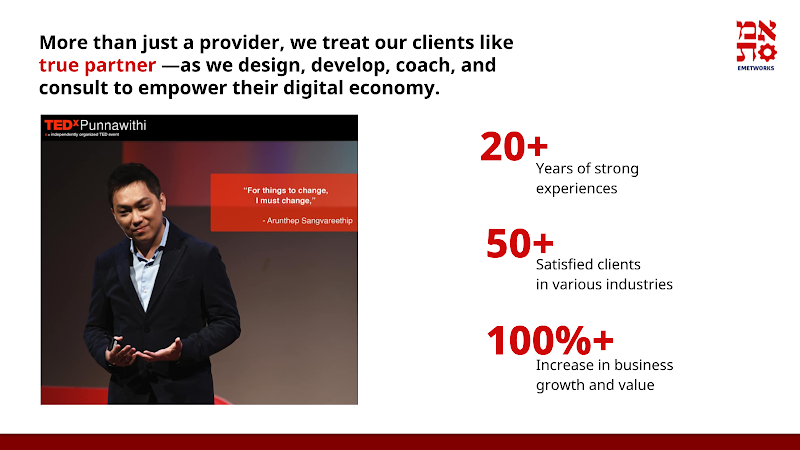 More than just a provider, we treat our clients like
true partner —as we design, develop, coach, and
consult to empower their digital economy.
אמ
ת
EMETWORKS
TEDxPunnawithi
x = independently organized TED event
“For things to change,
I must change,”
- Arunthep Sangvareethip
20+
Years of strong
experiences
50+
Satisfied clients
in various industries
100%+
Increase in business
growth and value